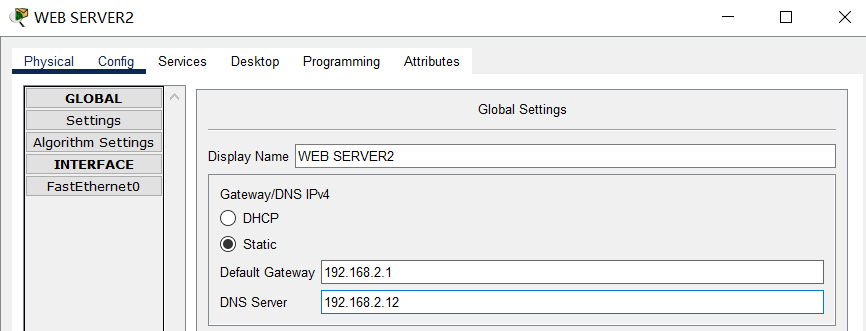 WEB SERVER2
Physical Config Services Desktop Programming Attributes
GLOBAL
Settings
Algorithm Settings
INTERFACE
FastEthernet0
Global Settings
Display Name WEB SERVER2
Gateway/DNS IPv4
DHCP
Static
Default Gateway 192.168.2.1
DNS Server 192.168.2.12